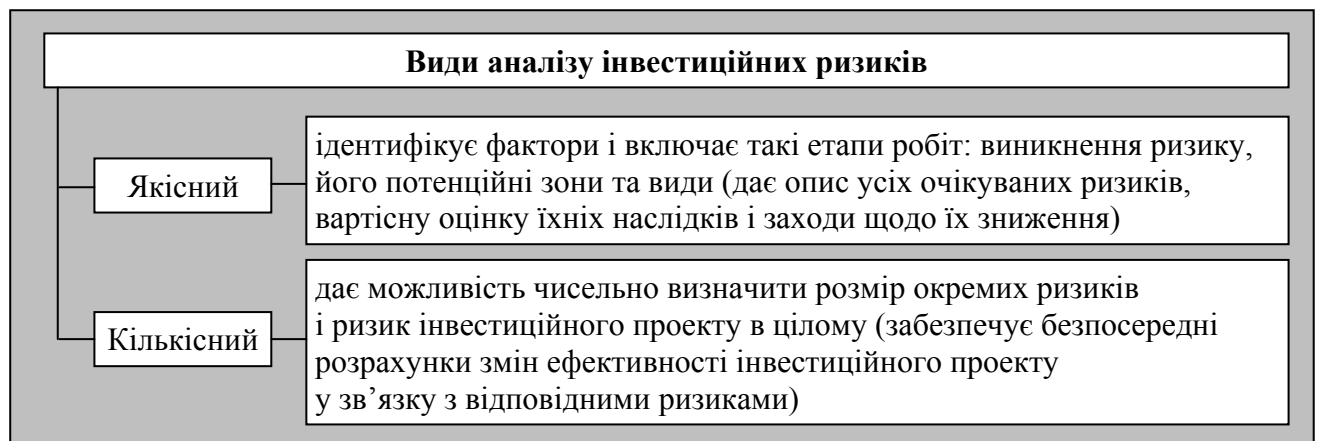 Види аналізу інвестиційних ризиків
Якісний
ідентифікує фактори і включає такі етапи робіт: виникнення ризику,
його потенційні зони та види (дає опис усіх очікуваних ризиків,
вартісну оцінку їхніх наслідків і заходи щодо їх зниження)
Кількісний
дає можливість чисельно визначити розмір окремих ризиків
і ризик інвестиційного проекту в цілому (забезпечує безпосередні
розрахунки змін ефективності інвестиційного проекту
у зв’язку з відповідними ризиками)